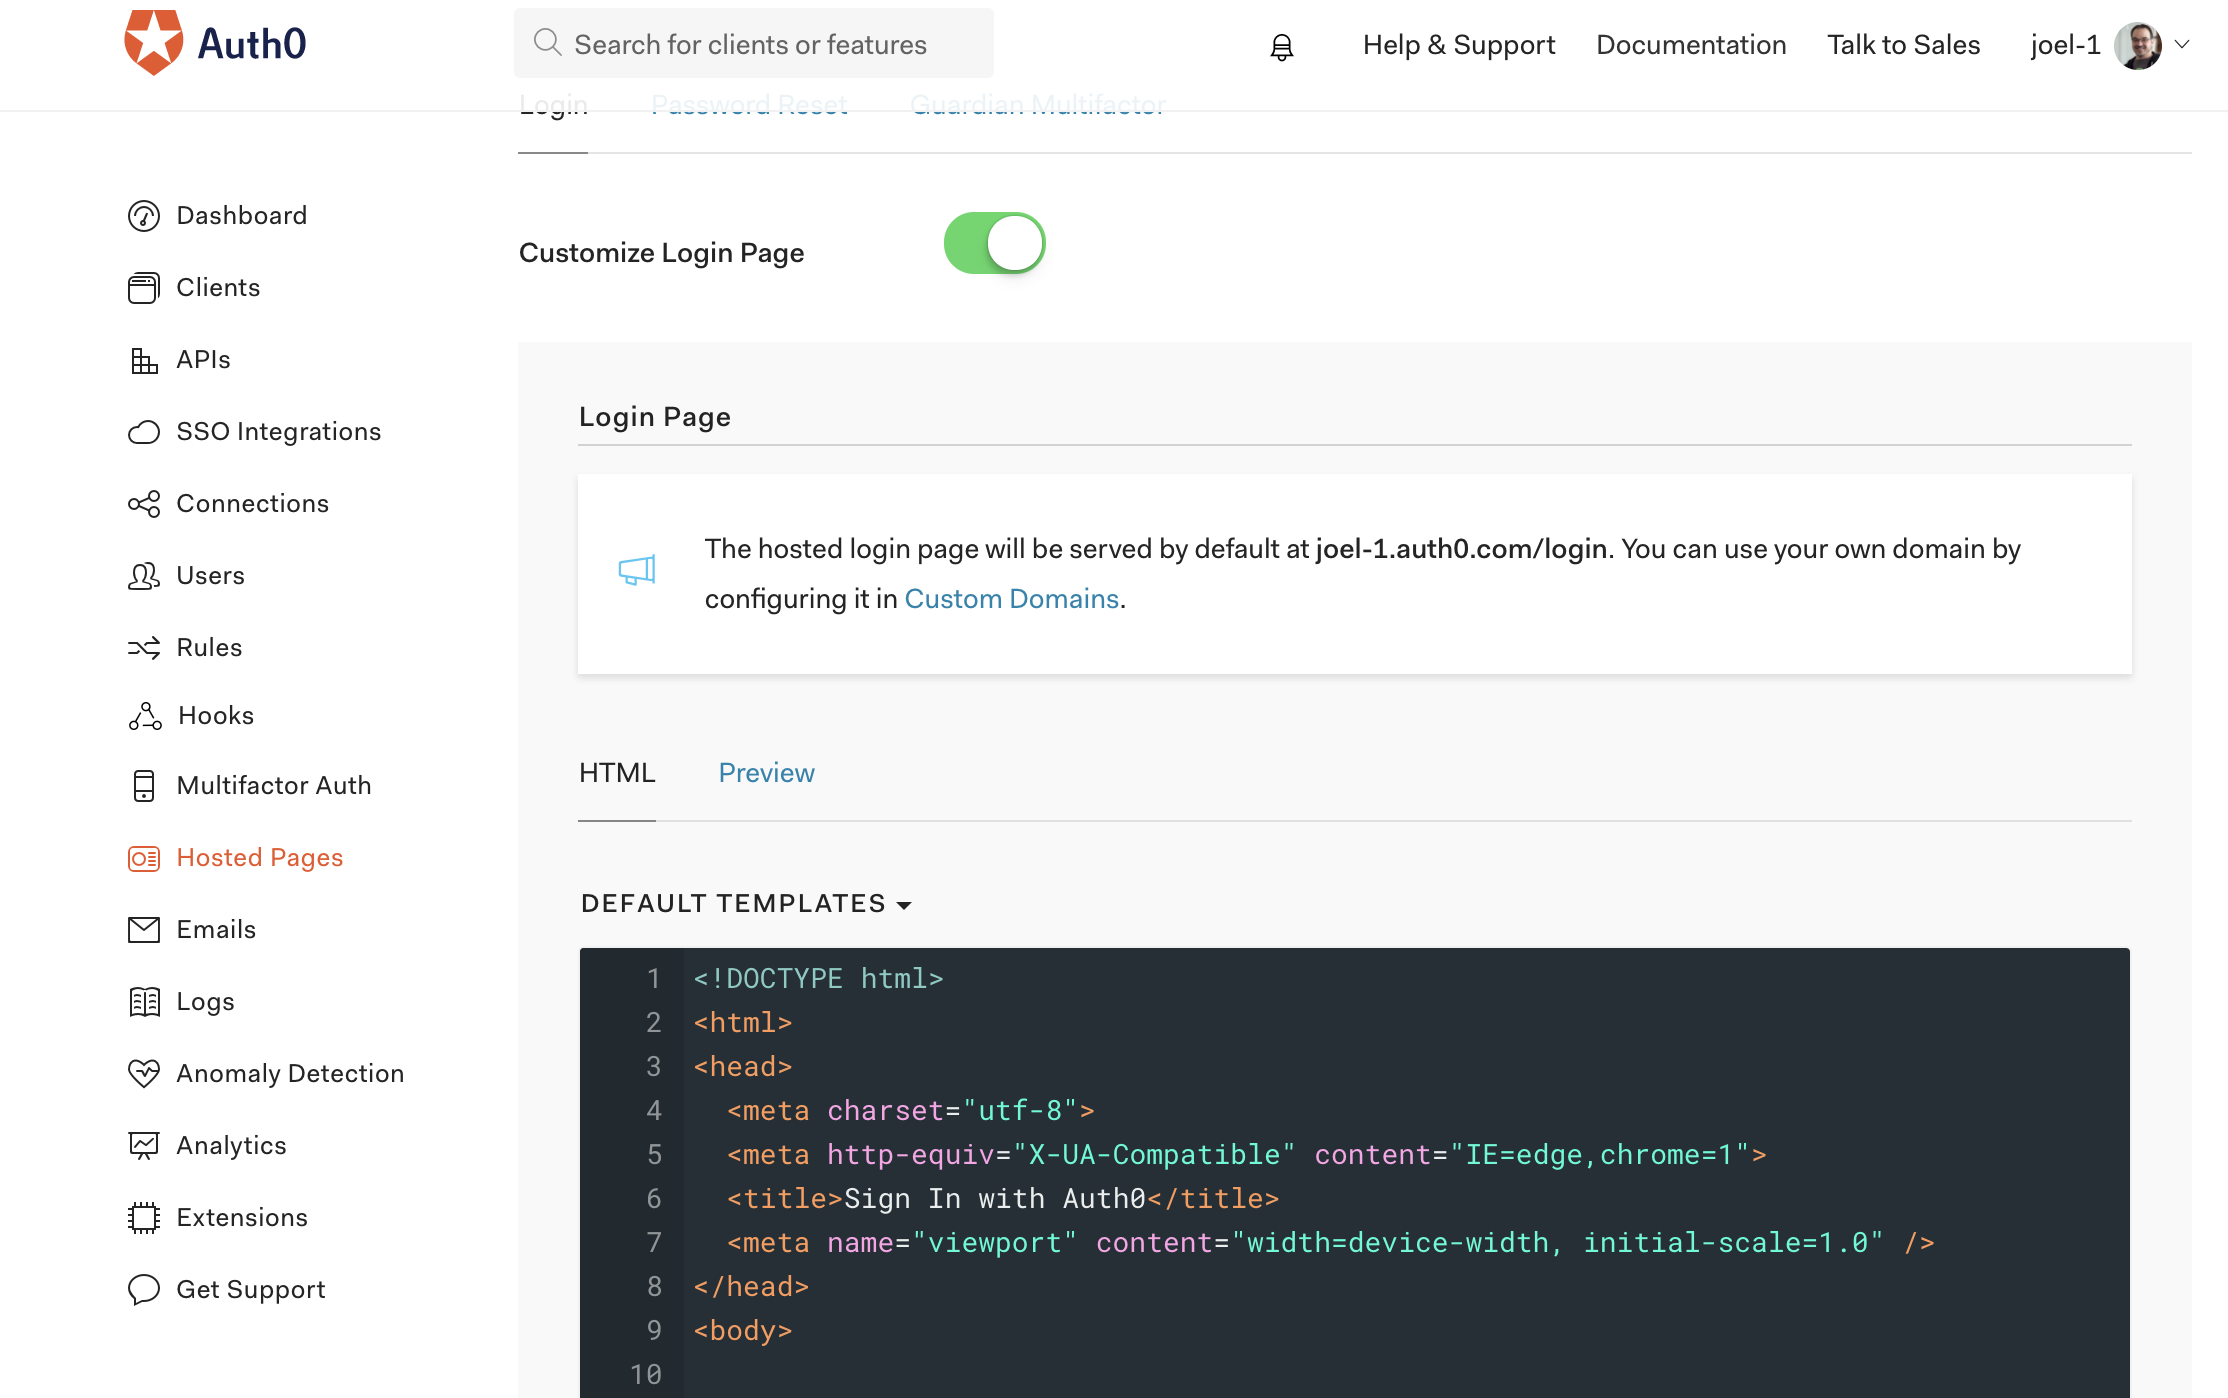 Auth0
Search for clients or features
Help & Support
Documentation
Talk to Sales
joel-1
Login
Password Reset
Guardian Multifactor
Dashboard
Clients
APIs
SSO Integrations
Connections
Users
Rules
Hooks
Multifactor Auth
Hosted Pages
Emails
Logs
Anomaly Detection
Analytics
Extensions
Get Support
Customize Login Page
Login Page
The hosted login page will be served by default at joel-1.auth0.com/login. You can use your own domain by
configuring it in Custom Domains.
HTML
Preview
DEFAULT TEMPLATES
1 <!DOCTYPE html>
2 <html>
3 <head>
4   <meta charset="utf-8">
5   <meta http-equiv="X-UA-Compatible" content="IE=edge,chrome=1">
6   <title>Sign In with Auth0</title>
7   <meta name="viewport" content="width=device-width, initial-scale=1.0" />
8 </head>
9 <body>
10